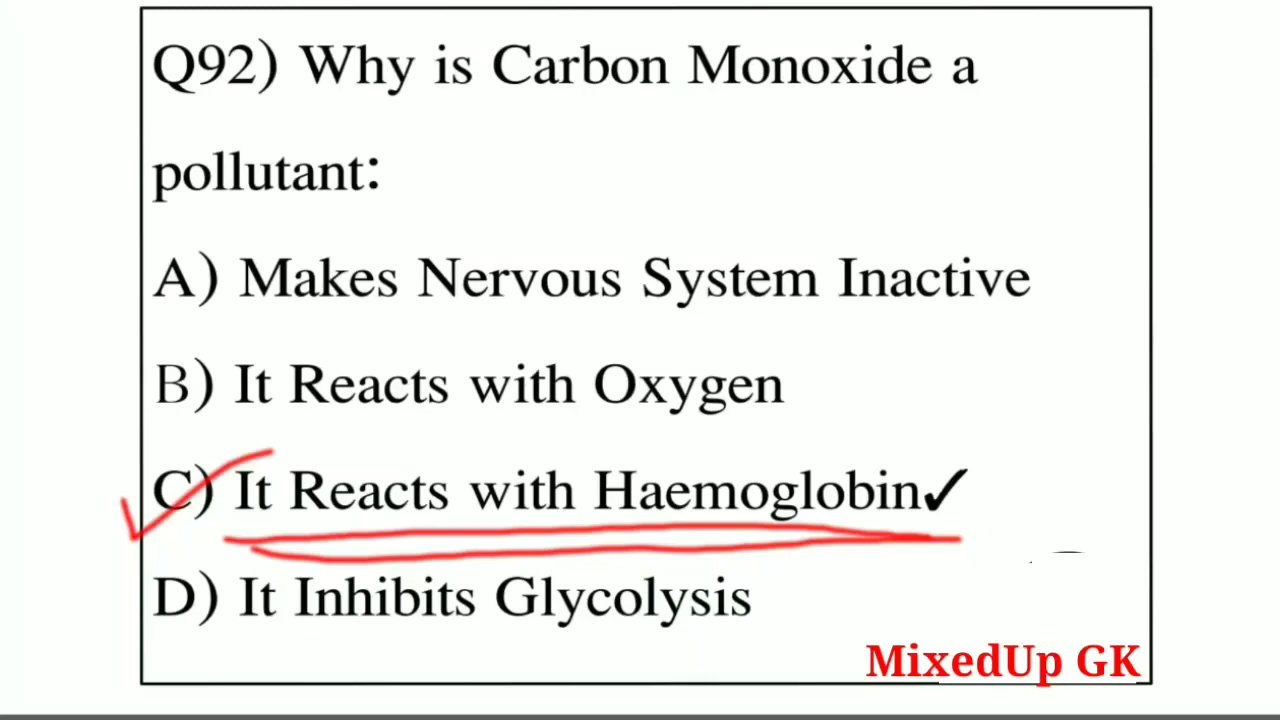 Q92) Why is Carbon Monoxide a
pollutant:
A) Makes Nervous System Inactive
B) It Reacts with Oxygen
C) It Reacts with Haemoglobin✓
D) It Inhibits Glycolysis
MixedUp GK